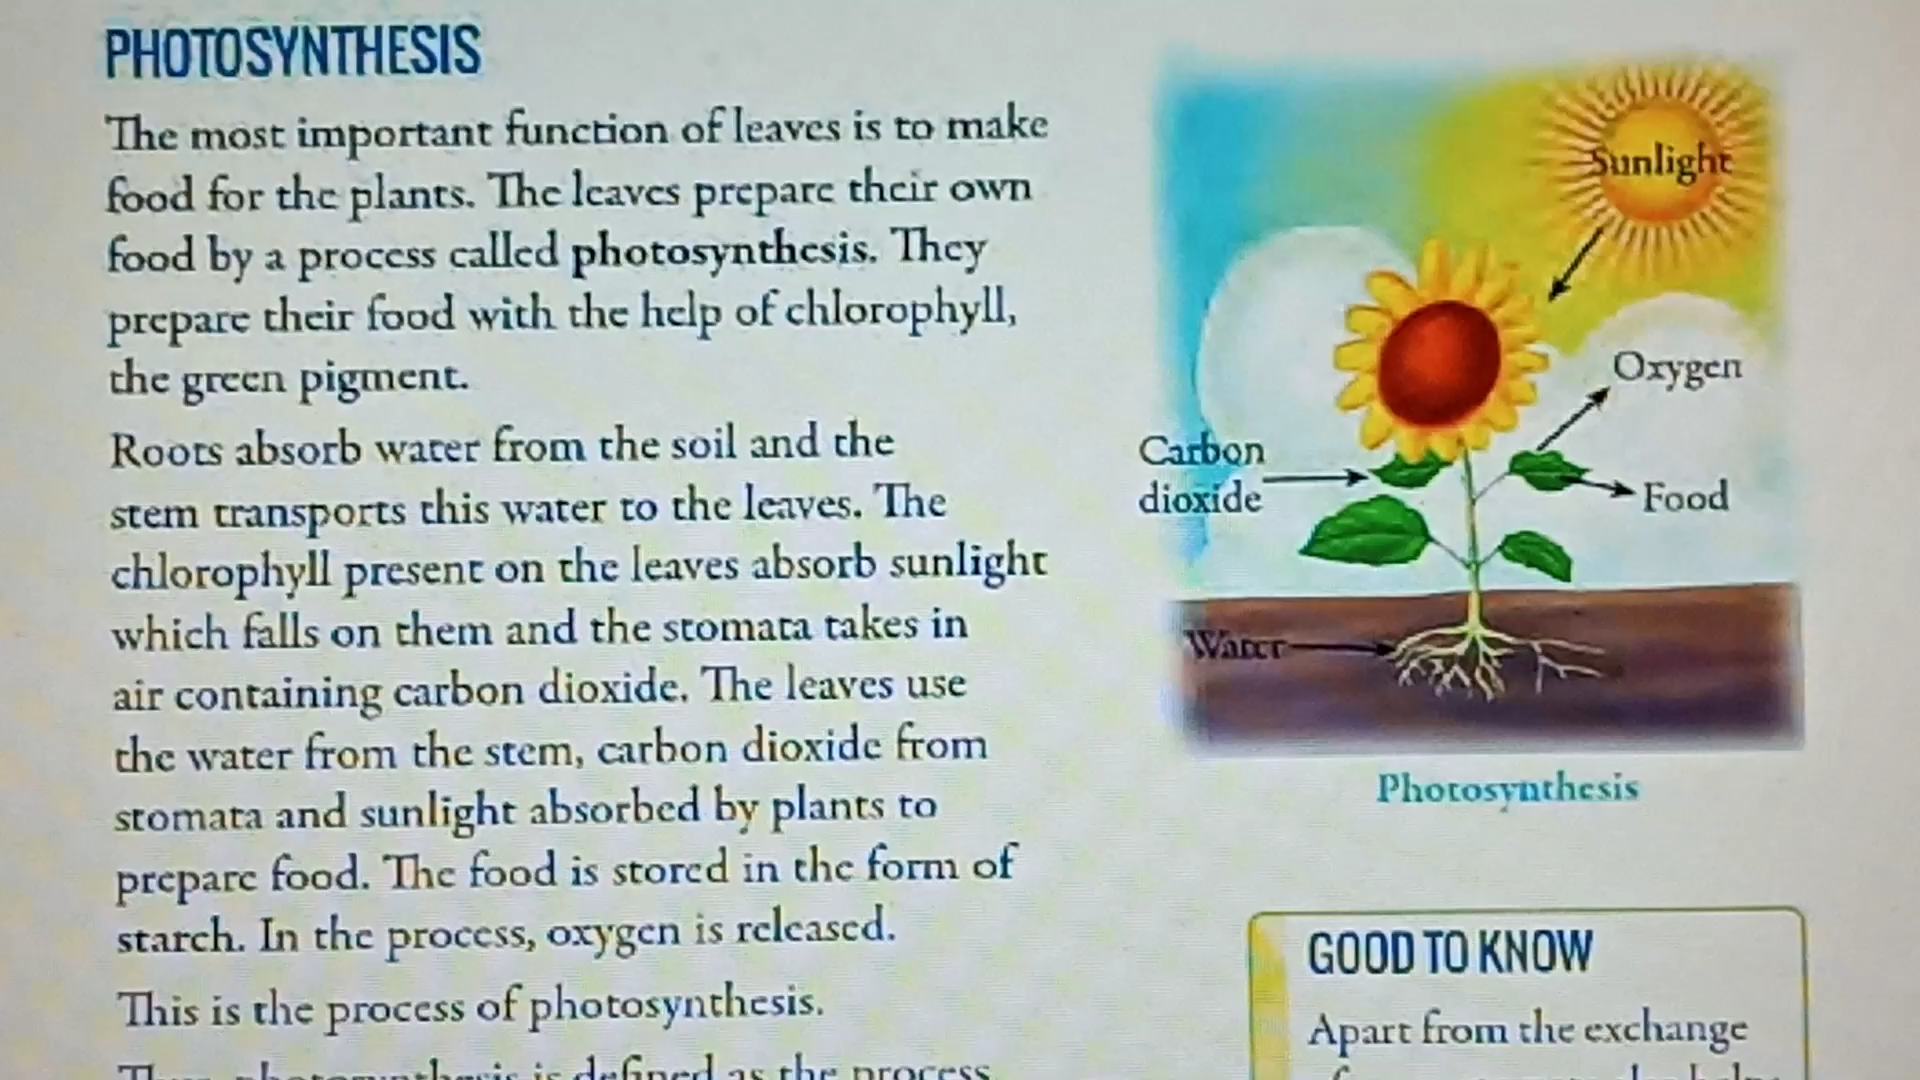 PHOTOSYNTHESIS
The most important function of leaves is to make
food for the plants. The leaves prepare their own
food by a process called photosynthesis. They
prepare their food with the help of chlorophyll,
the green pigment.
Roots absorb water from the soil and the
stem transports this water to the leaves. The
chlorophyll present on the leaves absorb sunlight
which falls on them and the stomata takes in
air containing carbon dioxide. The leaves use
the water from the stem, carbon dioxide from
stomata and sunlight absorbed by plants to
prepare food. The food is stored in the form of
starch. In the process, oxygen is released.
This is the process of photosynthesis.
photosynthesis is defined as the process
Sunlight
Oxygen
Carbon
dioxide
Food
Water
Photosynthesis
GOOD TO KNOW
Apart from the exchange